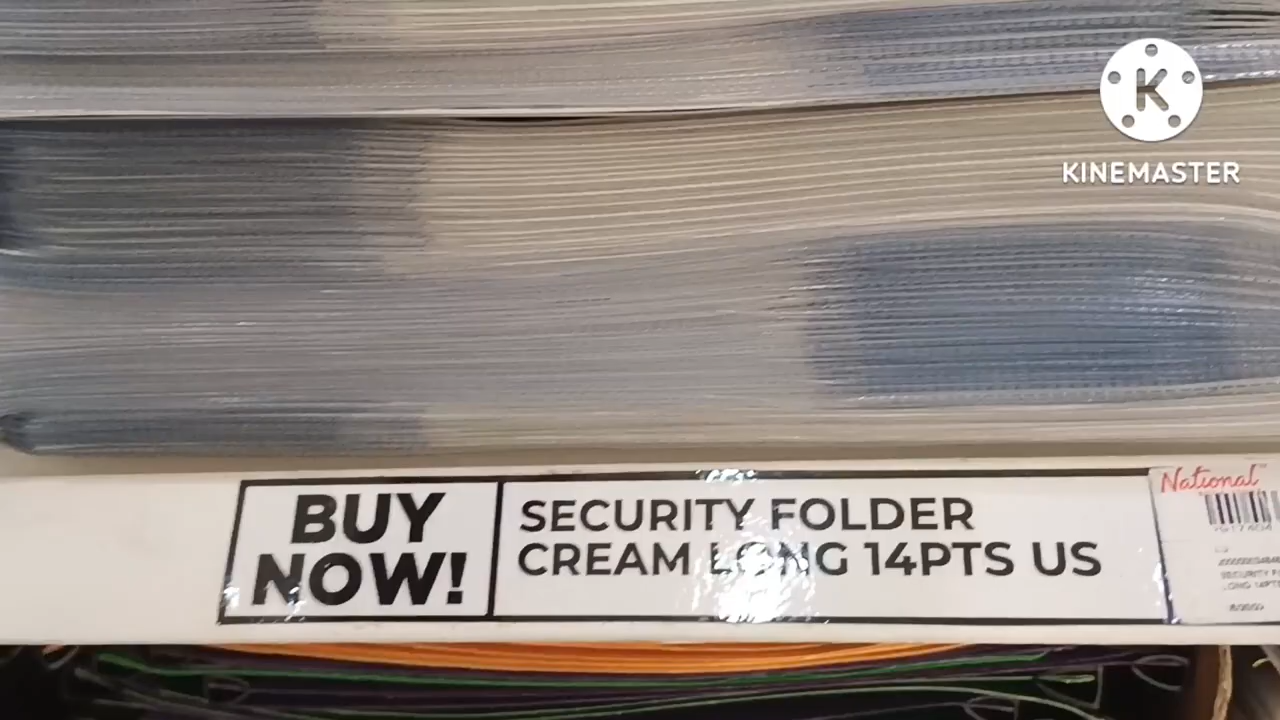 K
KINEMASTER
BUY
NOW!
SECURITY FOLDER
CREAM LONG 14PTS US
National